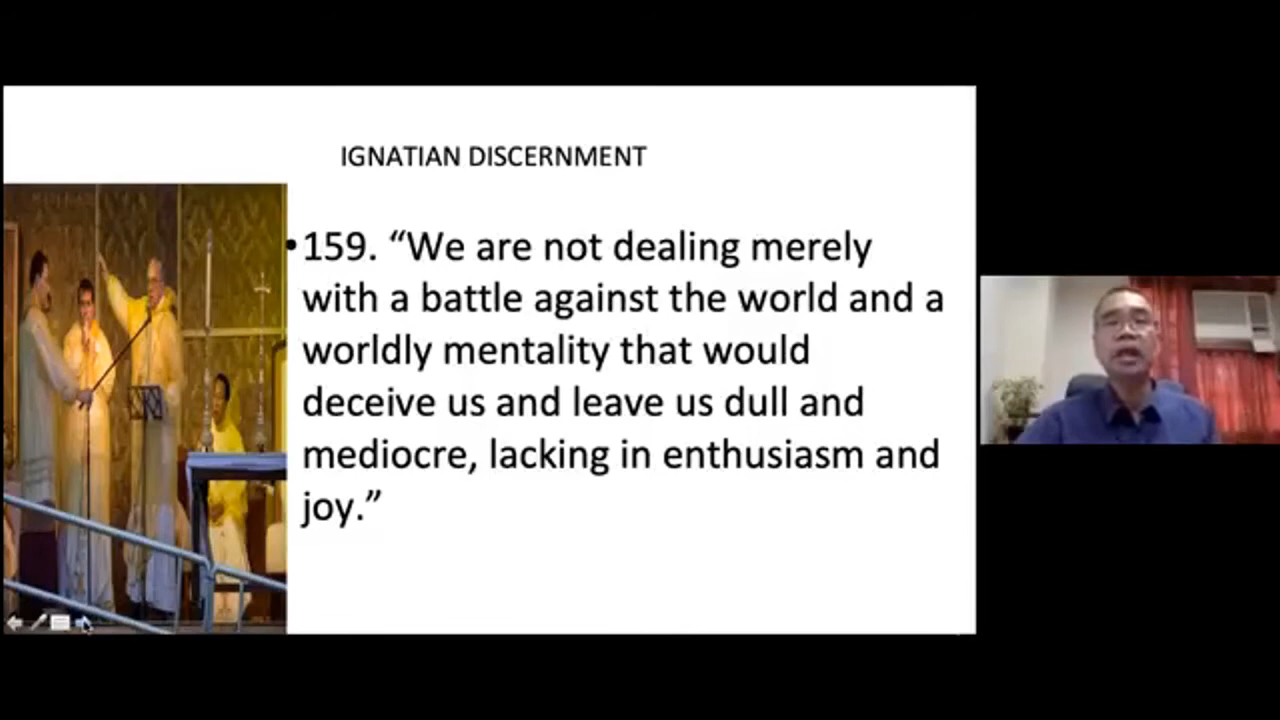 IGNATIAN DISCERNMENT
•159. “We are not dealing merely
with a battle against the world and a
worldly mentality that would
deceive us and leave us dull and
mediocre, lacking in enthusiasm and
joy.”